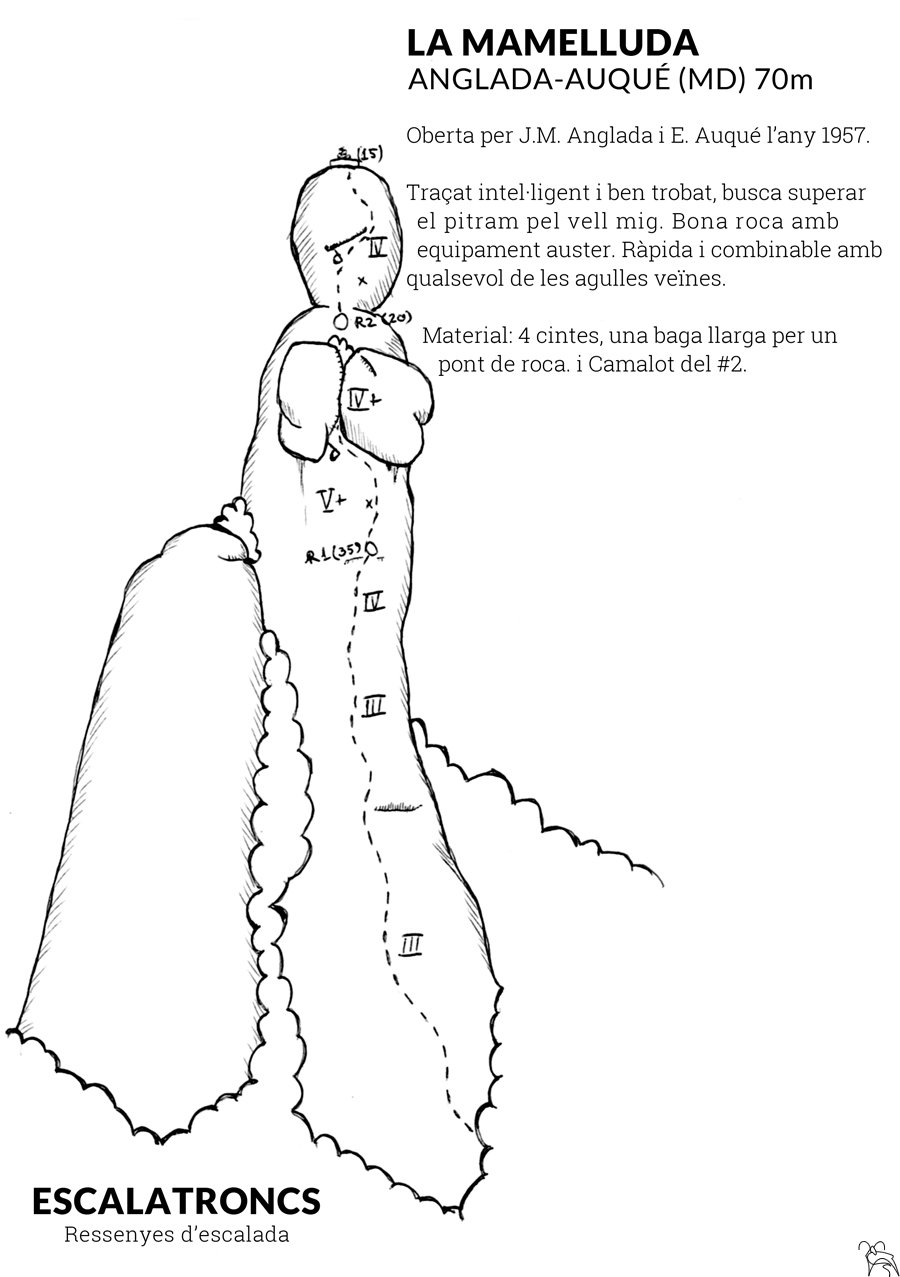 LA MAMELLUDA
ANGLADA-AUQUÉ (MD) 70m
Oberta per J.M. Anglada i E. Auqué l’any 1957.
Traçat intel·ligent i ben trobat, busca superar
el pitram pel vell mig. Bona roca amb
equipament auster. Ràpida i combinable amb
qualsevol de les agulles veïnes.
Material: 4 cintes, una baga llarga per un
pont de roca. i Camalot del #2.
(15)
IV
x
R2 (20)
IV+
V+ x
R1 (35)
IV
III
III
ESCALATRONCS
Ressenyes d’escalada